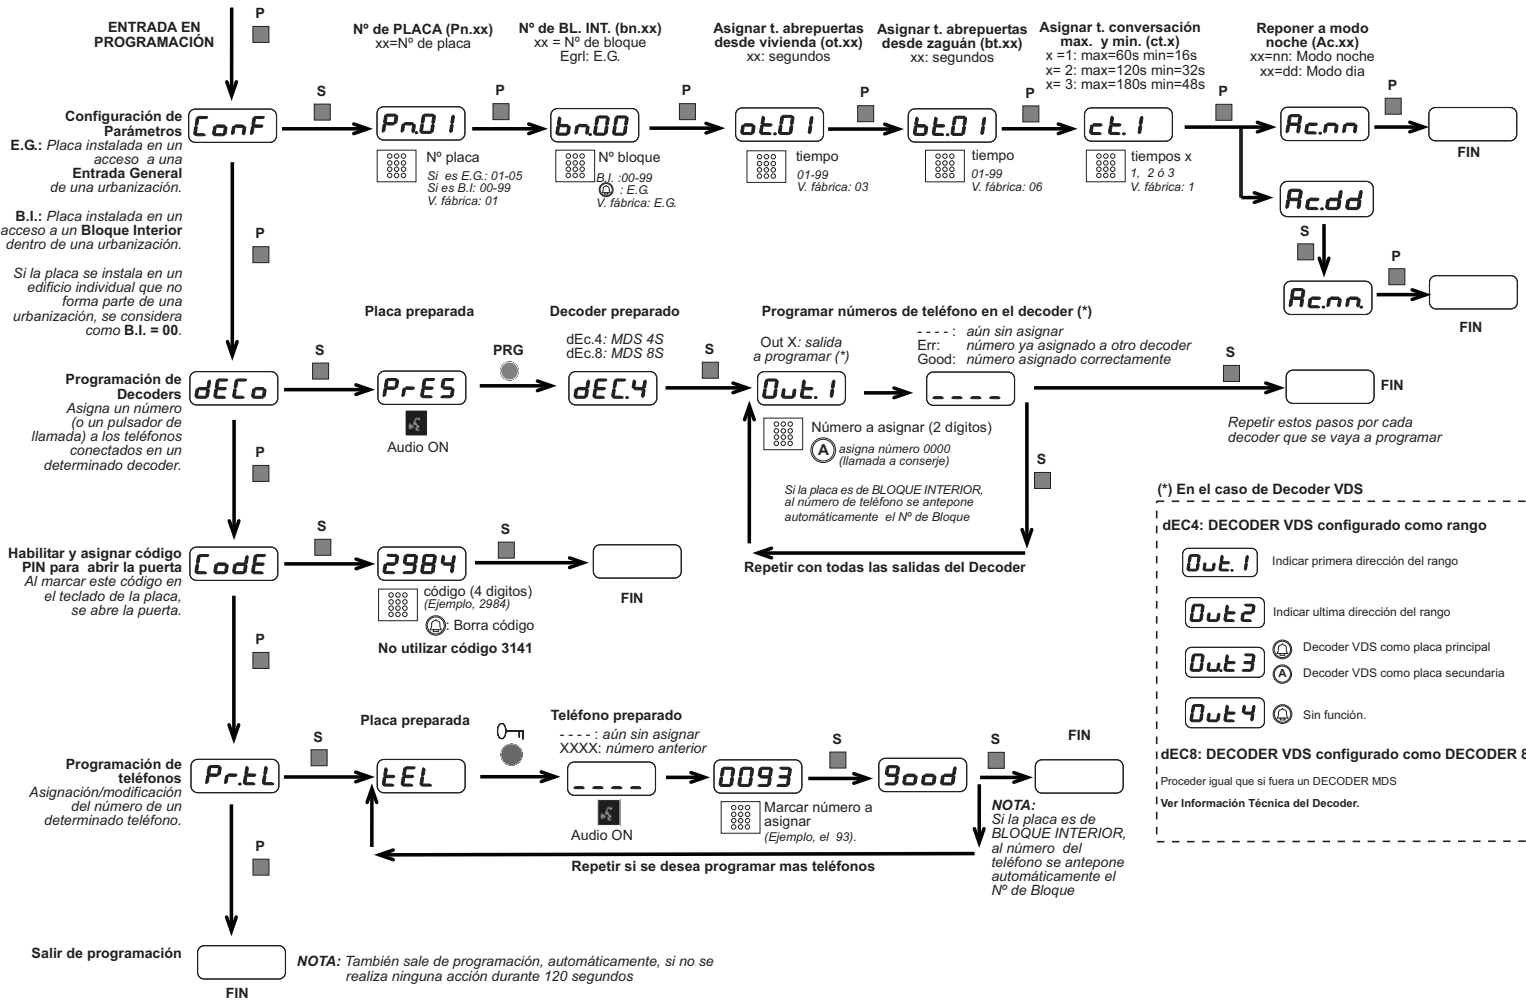 ENTRADA EN
PROGRAMACIÓN
P
Nº de PLACA (Pn.xx)
xx=Nº de placa
Nº de BL. INT. (bn.xx)
xx = Nº de bloque
Egrl: E.G.
Asignar t. abrepuertas
desde vivienda (ot.xx)
xx: segundos
Asignar t. abrepuertas
desde zaguán (bt.xx)
xx: segundos
Asignar t. conversación
max. y min. (ct.x)
x =1: max=60s min=16s
x= 2: max=120s min=32s
x= 3: max=180s min=48s
Reponer a modo
noche (Ac.xx)
xx=nn: Modo noche
xx=dd: Modo dia
Configuración de
Parámetros
E.G.: Placa instalada en un
acceso a una
Entrada General
de una urbanización.
B.I.: Placa instalada en un
acceso a un Bloque Interior
dentro de una urbanización.
Si la placa se instala en un
edificio individual que no
forma parte de una
urbanización, se considera
como B.I. = 00.
ConF
S
Pn.01
P
bn.00
P
ot.01
P
bt.01
P
ct.1
P
Ac.nn
P
FIN
Nº placa
Si es E.G.: 01-05
Si es B.I: 00-99
V. fábrica: 01
Nº bloque
B.I. :00-99
: E.G.
V. fábrica: E.G.
tiempo
01-99
V. fábrica: 03
tiempo
01-99
V. fábrica: 06
tiempos x
1, 2 ó 3
V. fábrica: 1
Ac.dd
S
Ac.nn.
P
FIN
P
Placa preparada
Decoder preparado
dEc.4: MDS 4S
dEc.8: MDS 8S
Programar números de teléfono en el decoder (*)
Out X: salida
a programar (*)
- - - - : aún sin asignar
Err: número ya asignado a otro decoder
Good: número asignado correctamente
Programación de
Decoders
Asigna un número
(o un pulsador de
llamada) a los teléfonos
conectados en un
determinado decoder.
dECo
S
PrES
PRG
dEC.4
S
Out.1
- - - -
S
FIN
Audio ON
Número a asignar (2 dígitos)
A
asigna número 0000
(llamada a conserje)
Si la placa es de BLOQUE INTERIOR,
al número de teléfono se antepone
automáticamente el Nº de Bloque
S
Repetir con todas las salidas del Decoder
Repetir estos pasos por cada
decoder que se vaya a programar
P
Habilitar y asignar código
PIN para abrir la puerta
Al marcar este código en
el teclado de la placa,
se abre la puerta.
CodE
S
2984
S
FIN
código (4 digitos)
(Ejemplo, 2984)
: Borra código
No utilizar código 3141
(*) En el caso de Decoder VDS
dEC4: DECODER VDS configurado como rango
Out.1
Indicar primera dirección del rango
Out2
Indicar ultima dirección del rango
Out3
Decoder VDS como placa principal
A
Decoder VDS como placa secundaria
Out4
Sin función.
dEC8: DECODER VDS configurado como DECODER 8
Proceder igual que si fuera un DECODER MDS
Ver Información Técnica del Decoder.
P
Placa preparada
Teléfono preparado
- - - - : aún sin asignar
XXXX: número anterior
Programación de
teléfonos
Asignación/modificación
del número de un
determinado teléfono.
Pr.tL
S
tEL
- - - -
0093
S
good
S
FIN
Audio ON
Marcar número a
asignar
(Ejemplo, el 93).
NOTA:
Si la placa es de
BLOQUE INTERIOR,
al número del
teléfono se antepone
automáticamente el
Nº de Bloque
Repetir si se desea programar mas teléfonos
P
Salir de programación
FIN
NOTA: También sale de programación, automáticamente, si no se
realiza ninguna acción durante 120 segundos